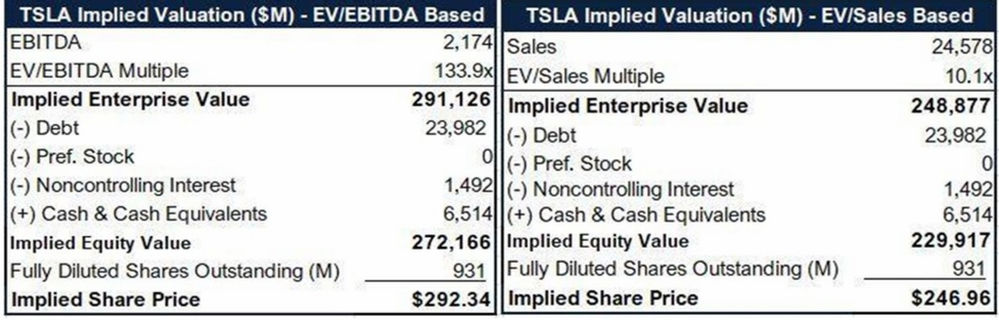 TSLA Implied Valuation ($M) - EV/EBITDA Based
EBITDA 2,174
EV/EBITDA Multiple 133.9x
Implied Enterprise Value 291,126
(-) Debt 23,982
(-) Pref. Stock 0
(-) Noncontrolling Interest 1,492
(+) Cash & Cash Equivalents 6,514
Implied Equity Value 272,166
Fully Diluted Shares Outstanding (M) 931
Implied Share Price $292.34
TSLA Implied Valuation ($M) - EV/Sales Based
Sales 24,578
EV/Sales Multiple 10.1x
Implied Enterprise Value 248,877
(-) Debt 23,982
(-) Pref. Stock 0
(-) Noncontrolling Interest 1,492
(+) Cash & Cash Equivalents 6,514
Implied Equity Value 229,917
Fully Diluted Shares Outstanding (M) 931
Implied Share Price $246.96